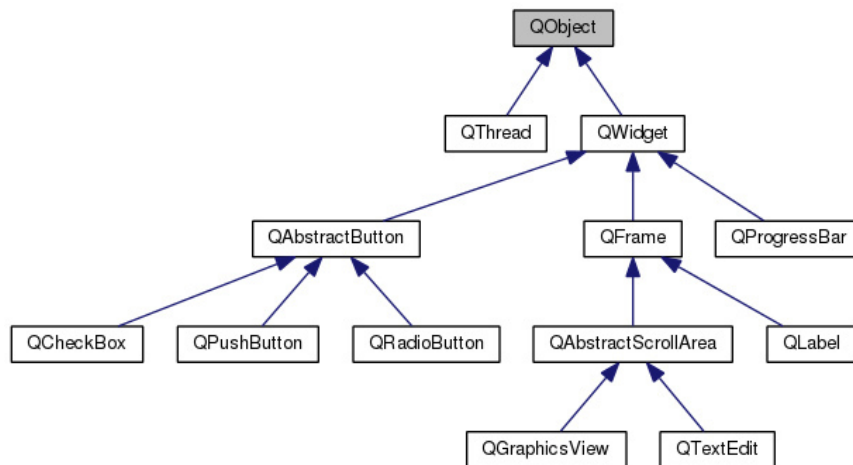 QObject
QThread
QWidget
QAbstractButton
QFrame
QProgressBar
QCheckBox
QPushButton
QRadioButton
QAbstractScrollArea
QLabel
QGraphicsView
QTextEdit